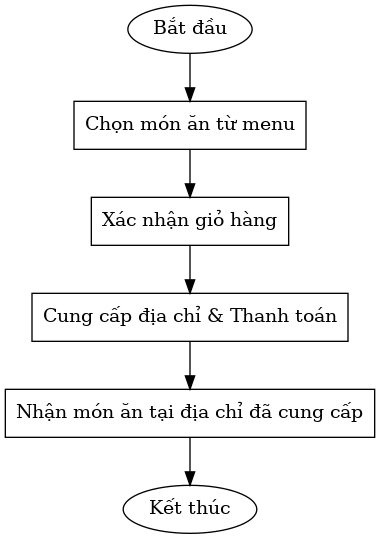 Bắt đầu
Chọn món ăn từ menu
Xác nhận giỏ hàng
Cung cấp địa chỉ & Thanh toán
Nhận món ăn tại địa chỉ đã cung cấp
Kết thúc